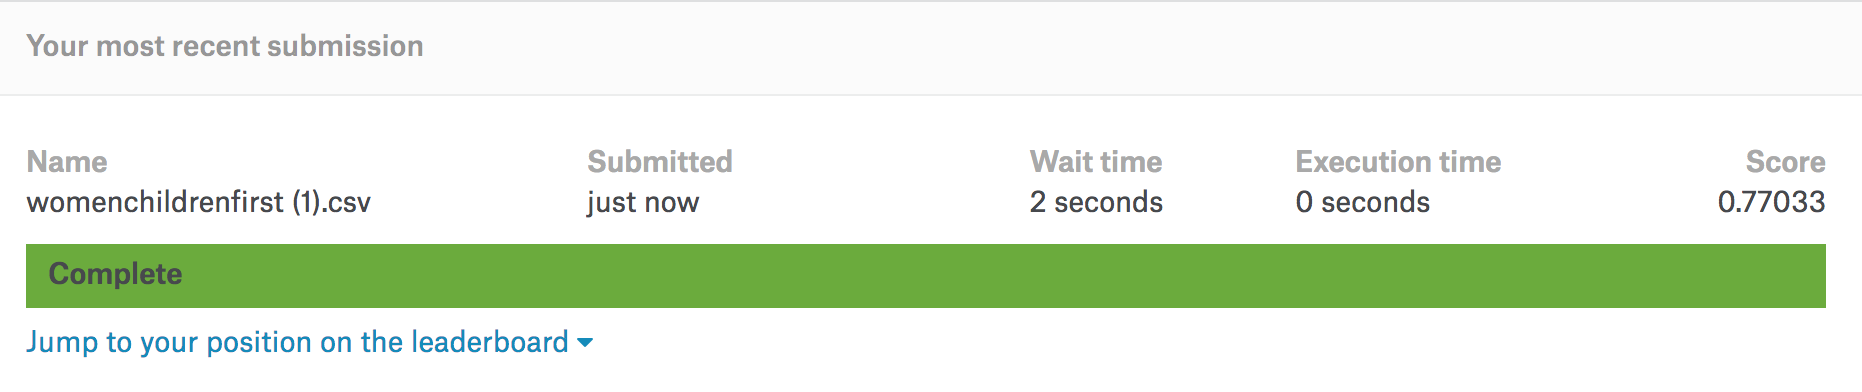 Your most recent submission
Name Submitted Wait time Execution time Score
womenchildrenfirst (1).csv just now 2 seconds 0 seconds 0.77033
Complete
Jump to your position on the leaderboard